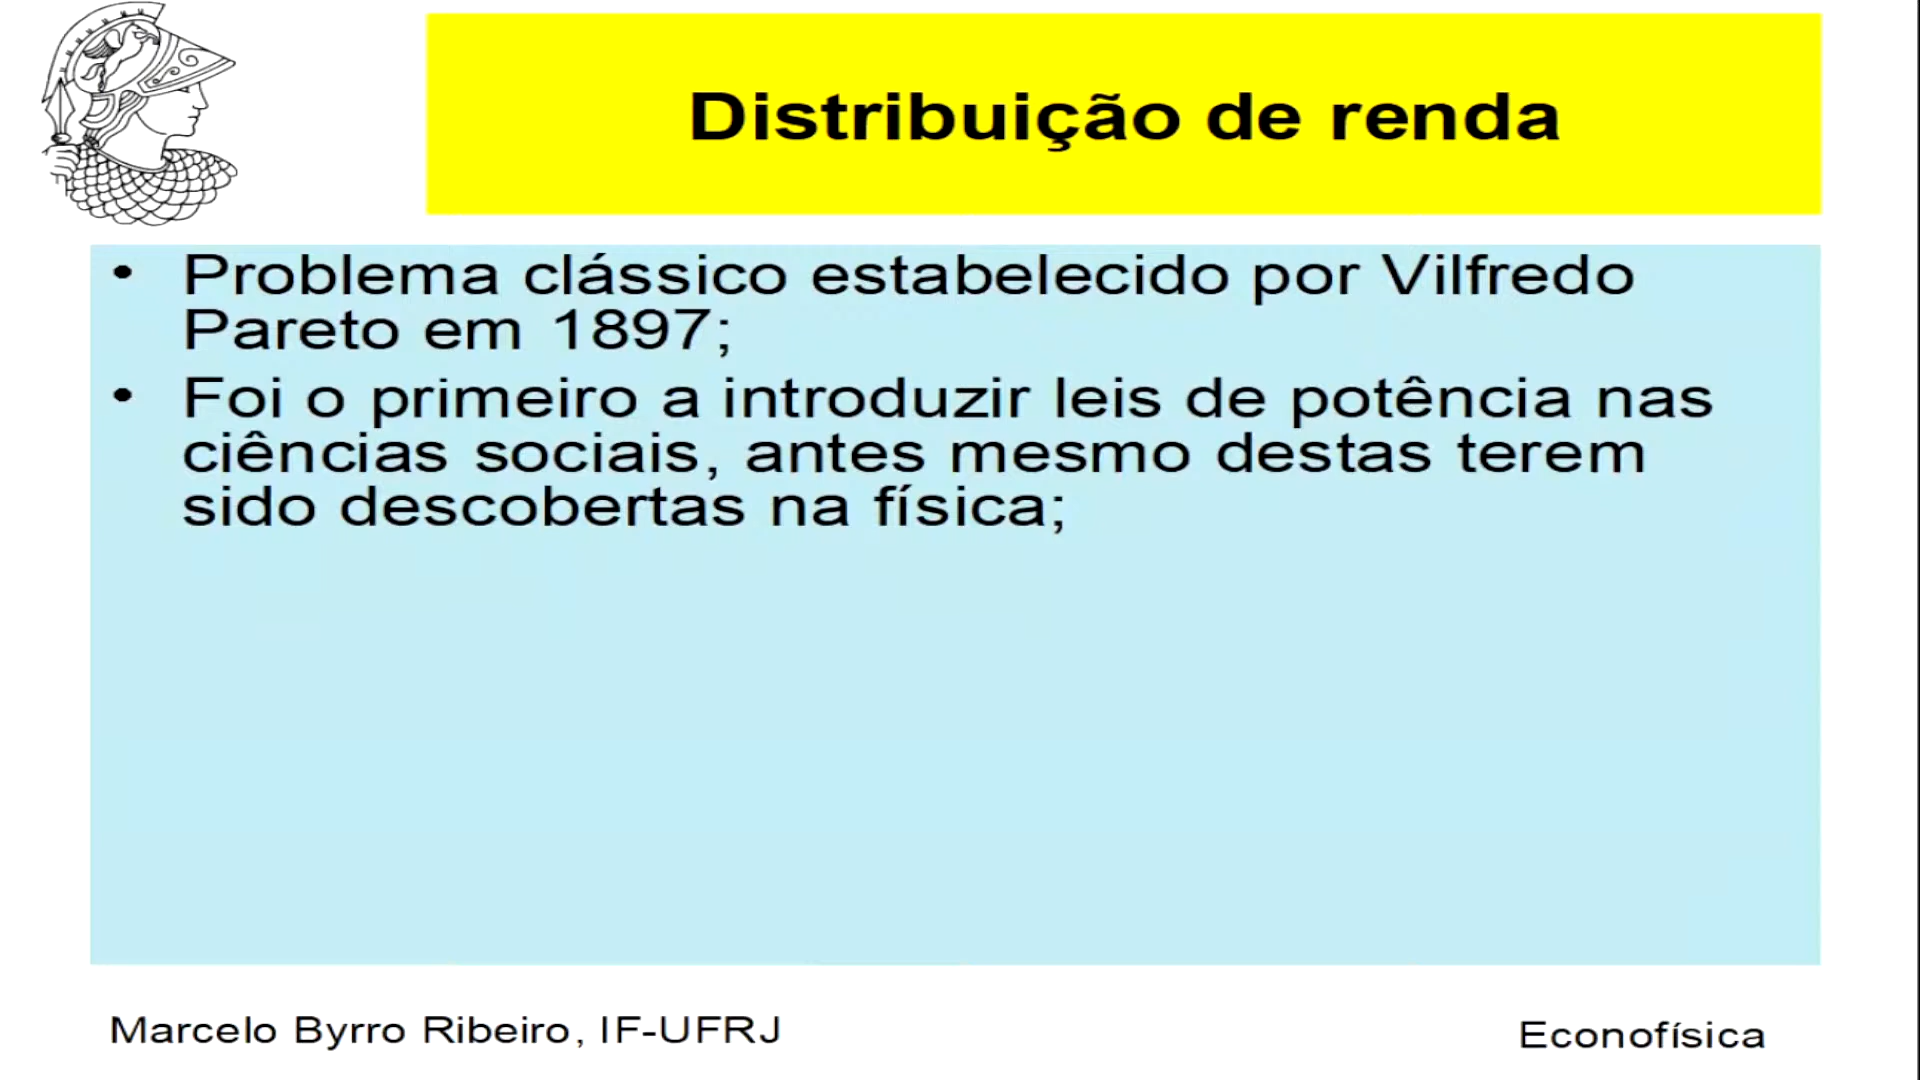 Distribuição de renda
• Problema clássico estabelecido por Vilfredo
Pareto em 1897;
• Foi o primeiro a introduzir leis de potência nas
ciências sociais, antes mesmo destas terem
sido descobertas na física;
Marcelo Byrro Ribeiro, IF-UFRJ
Econofísica